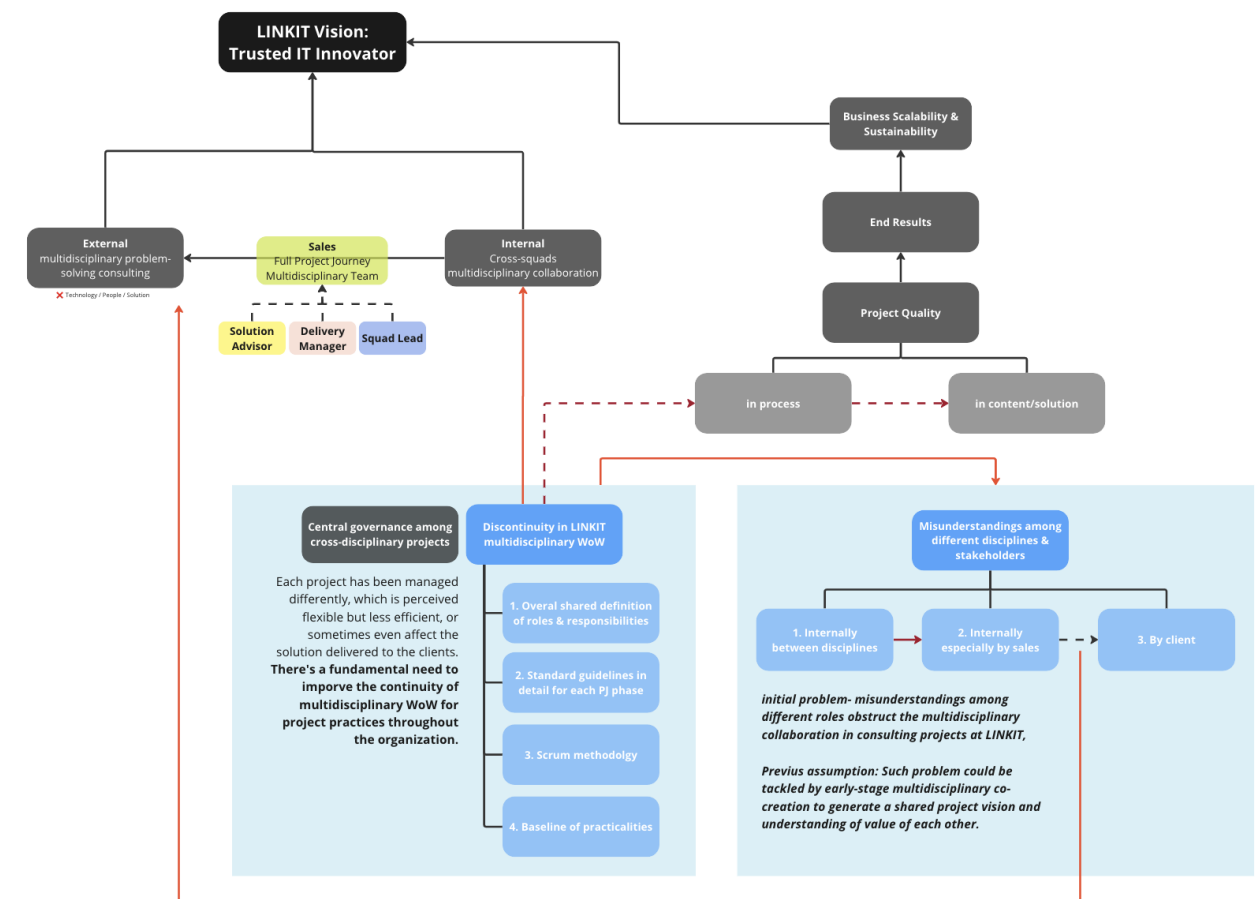 LINKIT Vision:
Trusted IT Innovator
Business Scalability &
Sustainability
End Results
External
multidisciplinary problem-
solving consulting
Technology / People / Solution
Sales
Full Project Journey
Multidisciplinary Team
Internal
Cross-squads
multidisciplinary collaboration
Solution
Advisor
Delivery
Manager
Squad Lead
Project Quality
in process
in content/solution
Central governance among
cross-disciplinary projects
Each project has been managed
differently, which is perceived
flexible but less efficient, or
sometimes even affect the
solution delivered to the clients.
There's a fundamental need to
imporve the continuity of
multidisciplinary WoW for
project practices throughout
the organization.
Discontinuity in LINKIT
multidisciplinary WoW
1. Overal shared definition
of roles & responsibilities
2. Standard guidelines in
detail for each PJ phase
3. Scrum methodolgy
4. Baseline of practicalities
Misunderstandings among
different disciplines &
stakeholders
1. Internally
between disciplines
2. Internally
especially by sales
3. By client
initial problem- misunderstandings among
different roles obstruct the multidisciplinary
collaboration in consulting projects at LINKIT,
Previus assumption: Such problem could be
tackled by early-stage multidisciplinary co-
creation to generate a shared project vision and
understanding of value of each other.